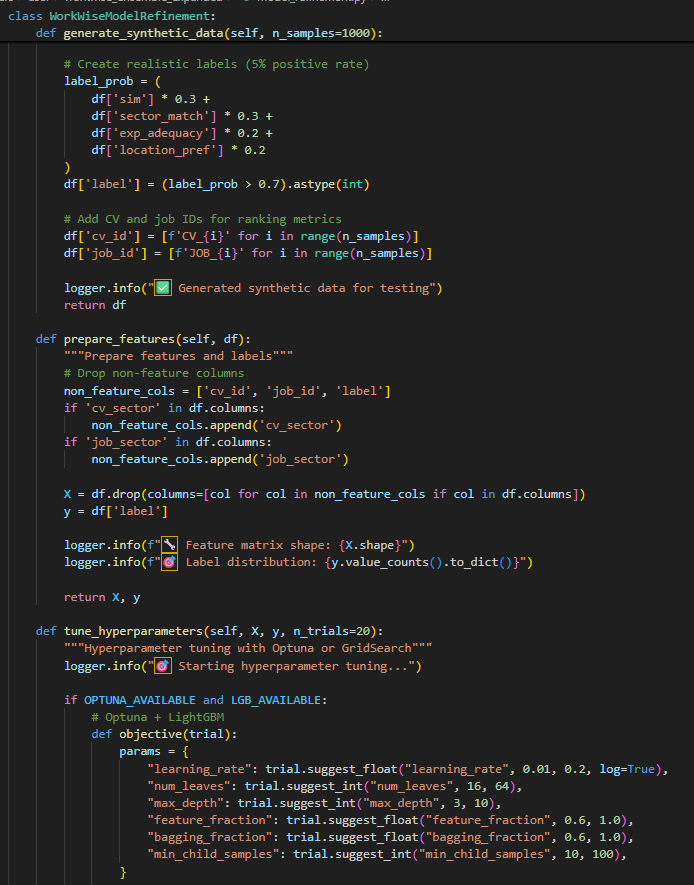 class WorkWiseModelRefinement:
    def generate_synthetic_data(self, n_samples=1000):
        # Create realistic labels (5% positive rate)
        label_prob = (
            df['sim'] * 0.3 +
            df['sector_match'] * 0.3 +
            df['exp_adequacy'] * 0.2 +
            df['location_pref'] * 0.2
        )
        df['label'] = (label_prob > 0.7).astype(int)
        # Add CV and job IDs for ranking metrics
        df['cv_id'] = [f'CV_{i}' for i in range(n_samples)]
        df['job_id'] = [f'JOB_{i}' for i in range(n_samples)]
        logger.info("✅ Generated synthetic data for testing")
        return df
    def prepare_features(self, df):
        """Prepare features and labels"""
        # Drop non-feature columns
        non_feature_cols = ['cv_id', 'job_id', 'label']
        if 'cv_sector' in df.columns:
            non_feature_cols.append('cv_sector')
        if 'job_sector' in df.columns:
            non_feature_cols.append('job_sector')
        X = df.drop(columns=[col for col in non_feature_cols if col in df.columns])
        y = df['label']
        logger.info(f"🔧 Feature matrix shape: {X.shape}")
        logger.info(f"🎯 Label distribution: {y.value_counts().to_dict()}")
        return X, y
    def tune_hyperparameters(self, X, y, n_trials=20):
        """Hyperparameter tuning with Optuna or GridSearch"""
        logger.info("🎯 Starting hyperparameter tuning...")
        if OPTUNA_AVAILABLE and LGB_AVAILABLE:
            # Optuna + LightGBM
            def objective(trial):
                params = {
                    "learning_rate": trial.suggest_float("learning_rate", 0.01, 0.2, log=True),
                    "num_leaves": trial.suggest_int("num_leaves", 16, 64),
                    "max_depth": trial.suggest_int("max_depth", 3, 10),
                    "feature_fraction": trial.suggest_float("feature_fraction", 0.6, 1.0),
                    "bagging_fraction": trial.suggest_float("bagging_fraction", 0.6, 1.0),
                    "min_child_samples": trial.suggest_int("min_child_samples", 10, 100),
                }